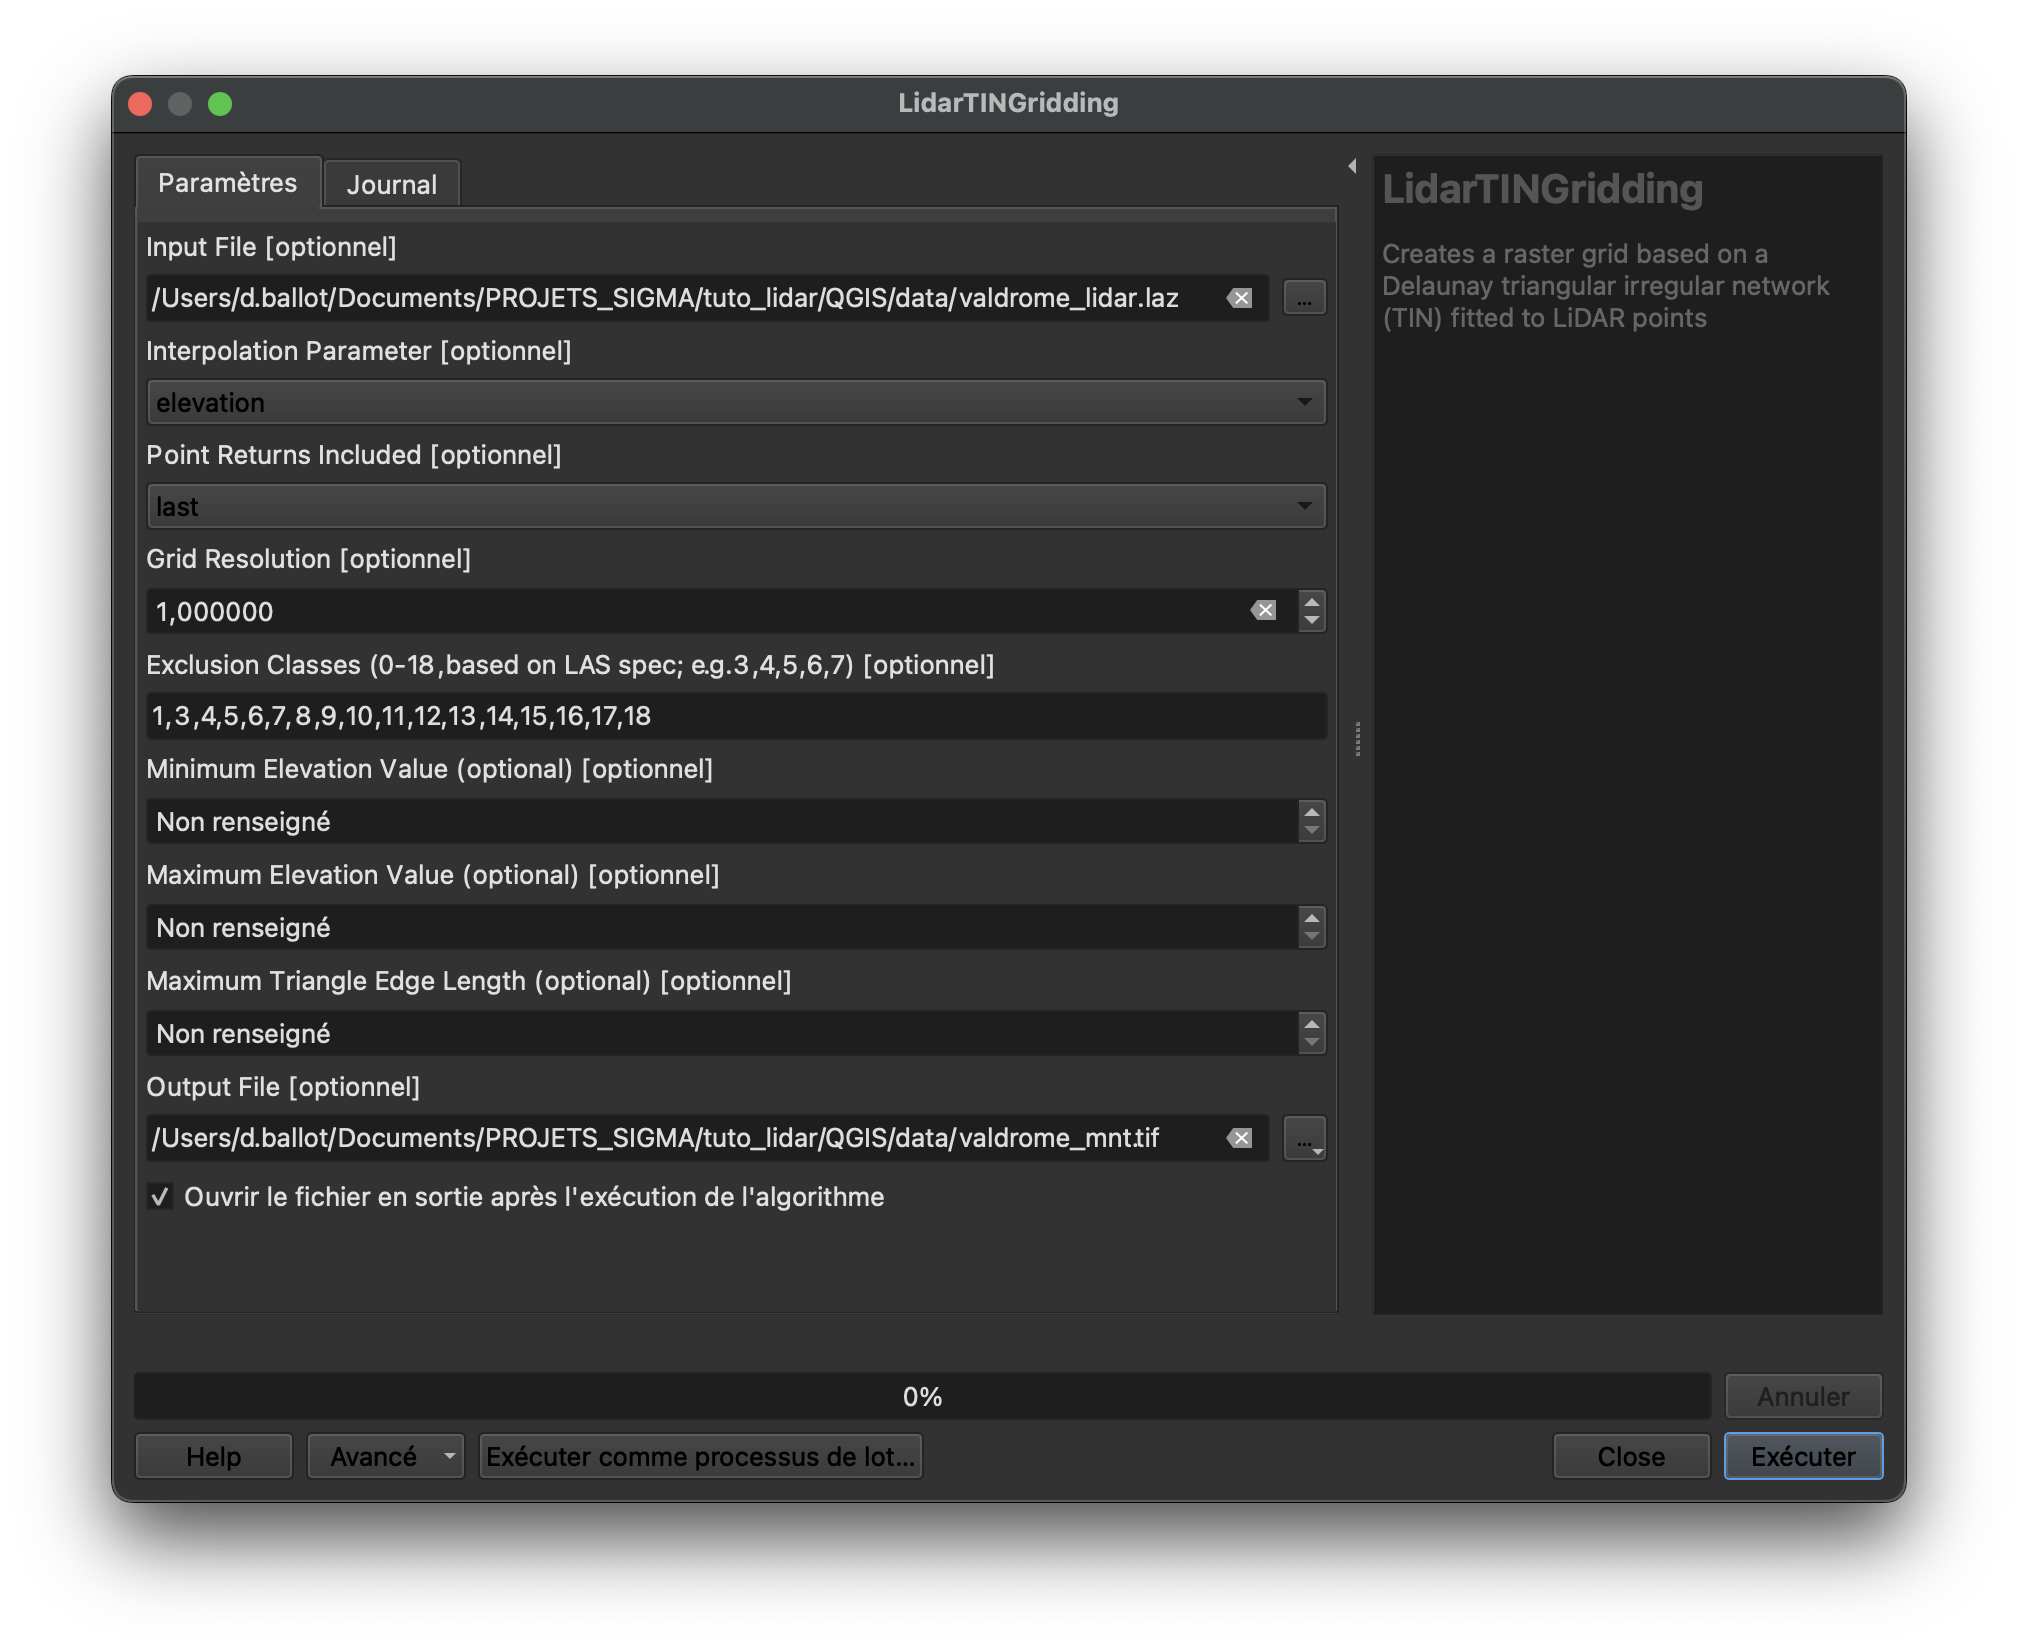 LidarTINGridding
Paramètres
Journal
Input File [optionnel]
/Users/d.ballot/Documents/PROJETS_SIGMA/tuto_lidar/QGIS/data/valdrome_lidar.laz
...
Interpolation Parameter [optionnel]
elevation
Point Returns Included [optionnel]
last
Grid Resolution [optionnel]
1,000000
Exclusion Classes (0-18,based on LAS spec; e.g.3,4,5,6,7) [optionnel]
1,3,4,5,6,7,8,9,10,11,12,13,14,15,16,17,18
Minimum Elevation Value (optional) [optionnel]
Non renseigné
Maximum Elevation Value (optional) [optionnel]
Non renseigné
Maximum Triangle Edge Length (optional) [optionnel]
Non renseigné
Output File [optionnel]
/Users/d.ballot/Documents/PROJETS_SIGMA/tuto_lidar/QGIS/data/valdrome_mnt.tif
...
Ouvrir le fichier en sortie après l'exécution de l'algorithme
LidarTINGridding
Creates a raster grid based on a
Delaunay triangular irregular network
(TIN) fitted to LiDAR points
0%
Annuler
Help
Avancé
Exécuter comme processus de lot...
Close
Exécuter